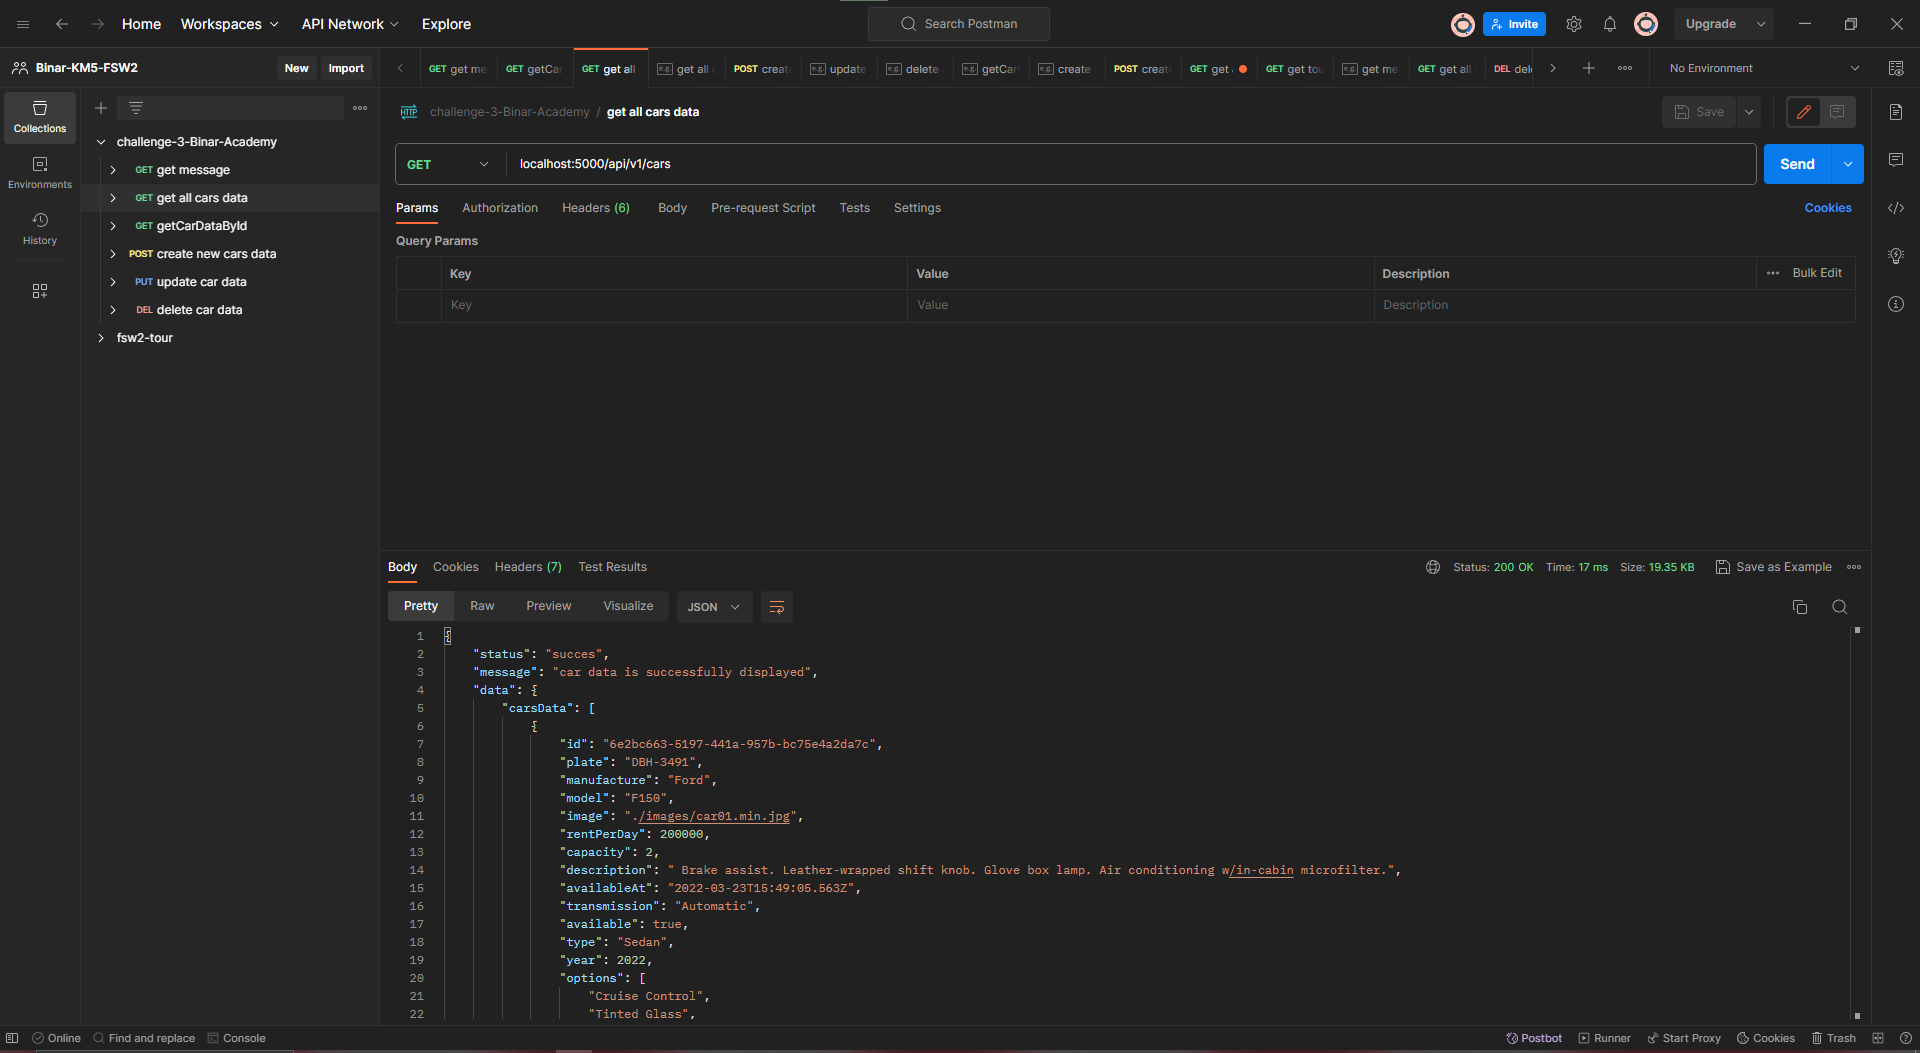 Home Workspaces API Network Explore Search Postman Invite Upgrade
Binar-KM5-FSW2 New Import
GET get me GET getCar GET get all e.g. get all POST creat e.g. update e.g. delete e.g. getCar e.g. create POST creat GET get GET get tou e.g. get me GET get all DEL del No Environment
Collections
Environments
History
challenge-3-Binar-Academy
GET get message
GET get all cars data
GET getCarDataById
POST create new cars data
PUT update car data
DEL delete car data
fsw2-tour
HTTP challenge-3-Binar-Academy / get all cars data Save
GET localhost:5000/api/v1/cars Send
Params Authorization Headers (6) Body Pre-request Script Tests Settings Cookies
Query Params
Key Value Description Bulk Edit
Key Value Description
Body Cookies Headers (7) Test Results Status: 200 OK Time: 17 ms Size: 19.35 KB Save as Example
Pretty Raw Preview Visualize JSON
1 {
2 "status": "succes",
3 "message": "car data is successfully displayed",
4 "data": {
5 "carsData": [
6 {
7 "id": "6e2bc663-5197-441a-957b-bc75e4a2da7c",
8 "plate": "DBH-3491",
9 "manufacture": "Ford",
10 "model": "F150",
11 "image": "./images/car01.min.jpg",
12 "rentPerDay": 200000,
13 "capacity": 2,
14 "description": " Brake assist. Leather-wrapped shift knob. Glove box lamp. Air conditioning w/in-cabin microfilter.",
15 "availableAt": "2022-03-23T15:49:05.563Z",
16 "transmission": "Automatic",
17 "available": true,
18 "type": "Sedan",
19 "year": 2022,
20 "options": [
21 "Cruise Control",
22 "Tinted Glass",
Online Find and replace Console Postbot Runner Start Proxy Cookies Trash